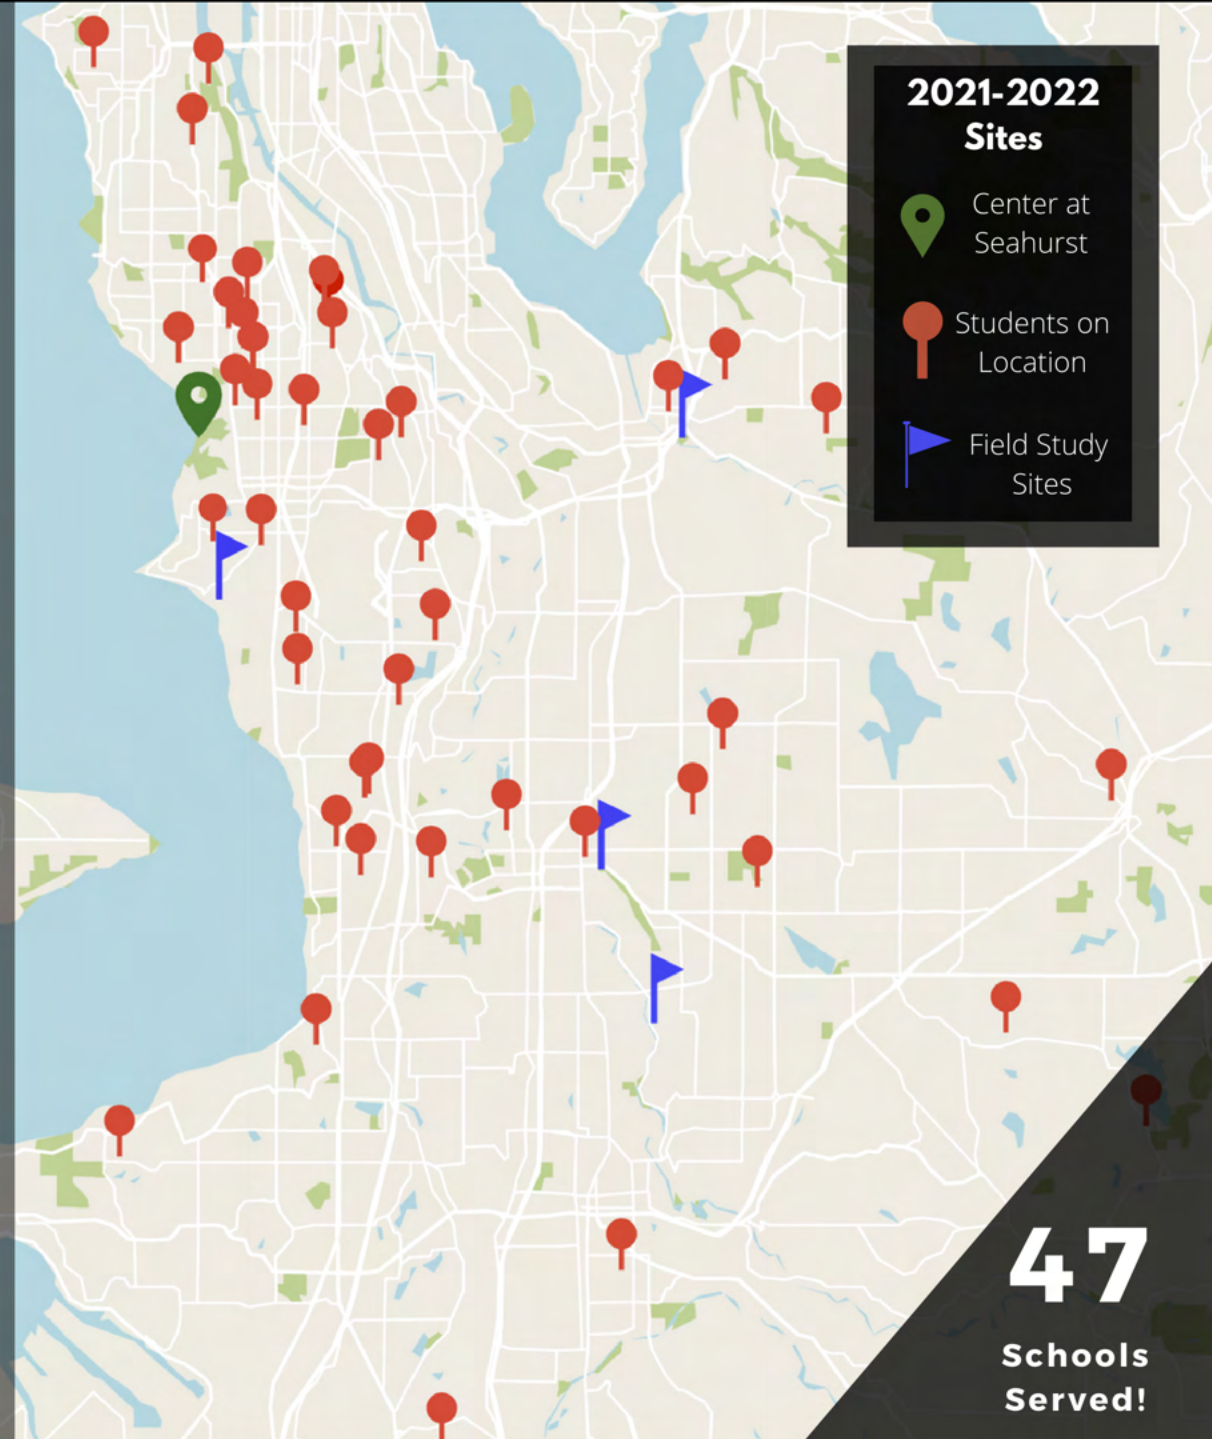 2021-2022
Sites
Center at
Seahurst
Students on
Location
Field Study
Sites
47
Schools
Served!